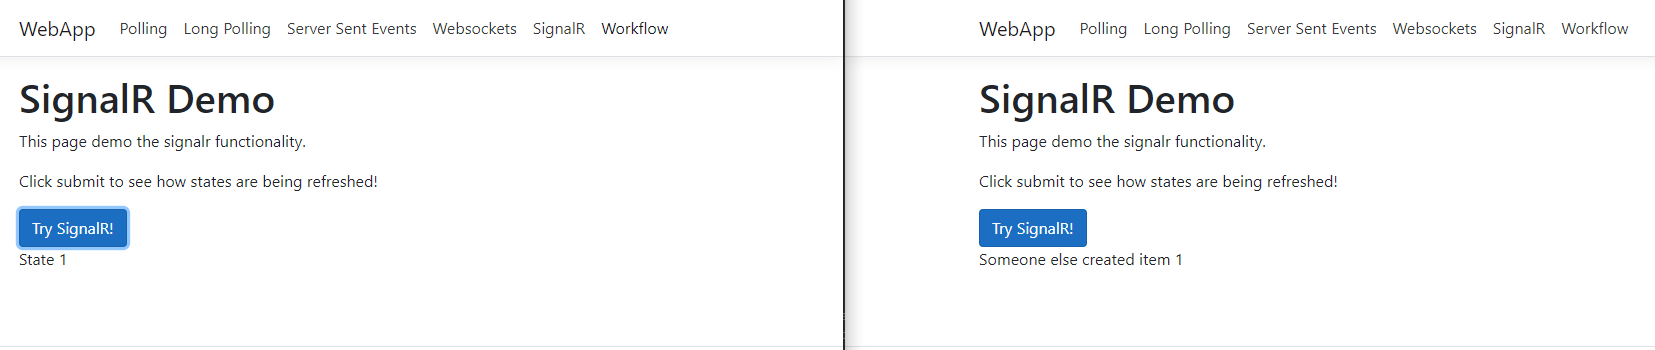 WebApp Polling Long Polling Server Sent Events Websockets SignalR Workflow
SignalR Demo
This page demo the signalr functionality.
Click submit to see how states are being refreshed!
Try SignalR!
State 1
WebApp Polling Long Polling Server Sent Events Websockets SignalR Workflow
SignalR Demo
This page demo the signalr functionality.
Click submit to see how states are being refreshed!
Try SignalR!
Someone else created item 1